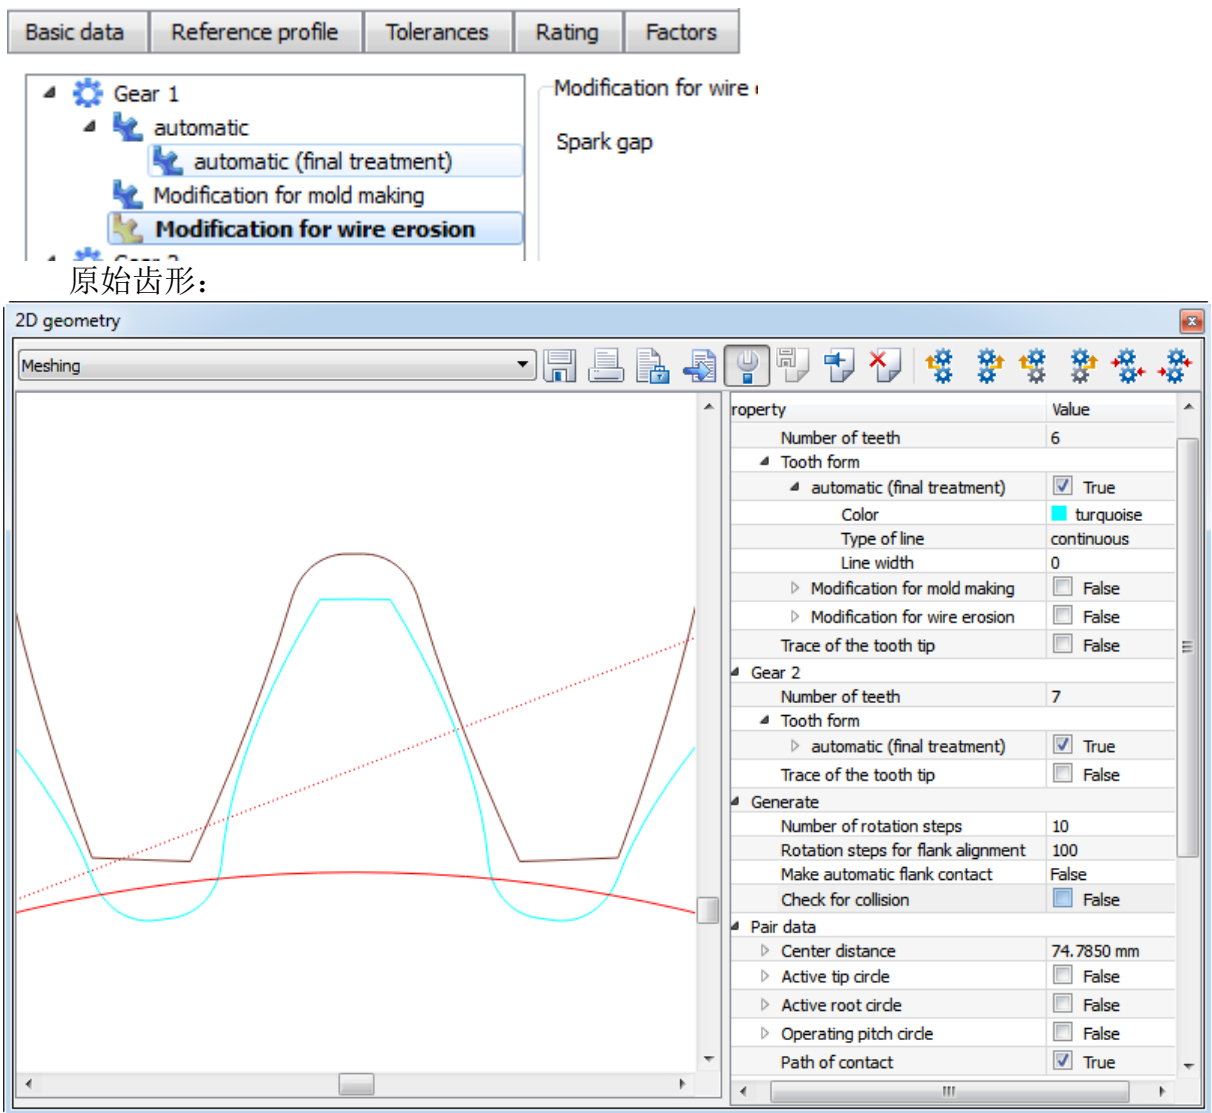 Basic data Reference profile Tolerances Rating Factors
Gear 1
automatic
automatic (final treatment)
Modification for mold making
Modification for wire erosion
Modification for wire
Spark gap
原始齿形：
2D geometry
Meshing
roperty Value
Number of teeth 6
Tooth form
automatic (final treatment) True
Color turquoise
Type of line continuous
Line width 0
Modification for mold making False
Modification for wire erosion False
Trace of the tooth tip False
Gear 2
Number of teeth 7
Tooth form
automatic (final treatment) True
Trace of the tooth tip False
Generate
Number of rotation steps 10
Rotation steps for flank alignment 100
Make automatic flank contact False
Check for collision False
Pair data
Center distance 74.7850 mm
Active tip circle False
Active root circle False
Operating pitch circle False
Path of contact True